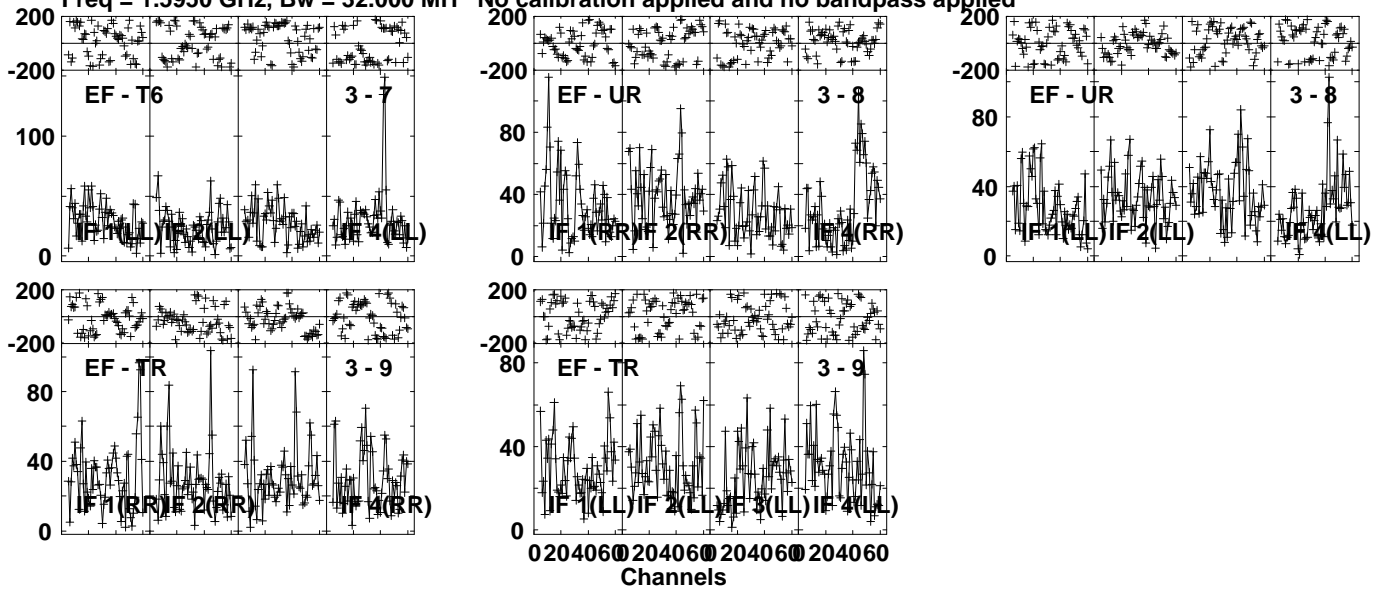 Freq = 1.5950 GHz, Bw = 32.000 MH No calibration applied and no bandpass applied
200 200 200
-200 -200 -200
EF - T6 3 - 7 EF - UR 3 - 8 EF - UR 3 - 8
100 80 80
40 40
IF 1(LL) IF 2(LL) IF 4(LL) IF 1(RR) IF 2(RR) IF 4(RR) IF 1(LL) IF 2(LL) IF 4(LL)
0 0 0
200 200
-200 -200
EF - TR 3 - 9 EF - TR 3 - 9
80 80
40 40
IF 1(RR) IF 2(RR) IF 4(RR) IF 1(LL) IF 2(LL) IF 3(LL) IF 4(LL)
0 0
0 20 40 60 0 20 40 60 0 20 40 60 0 20 40 60
Channels